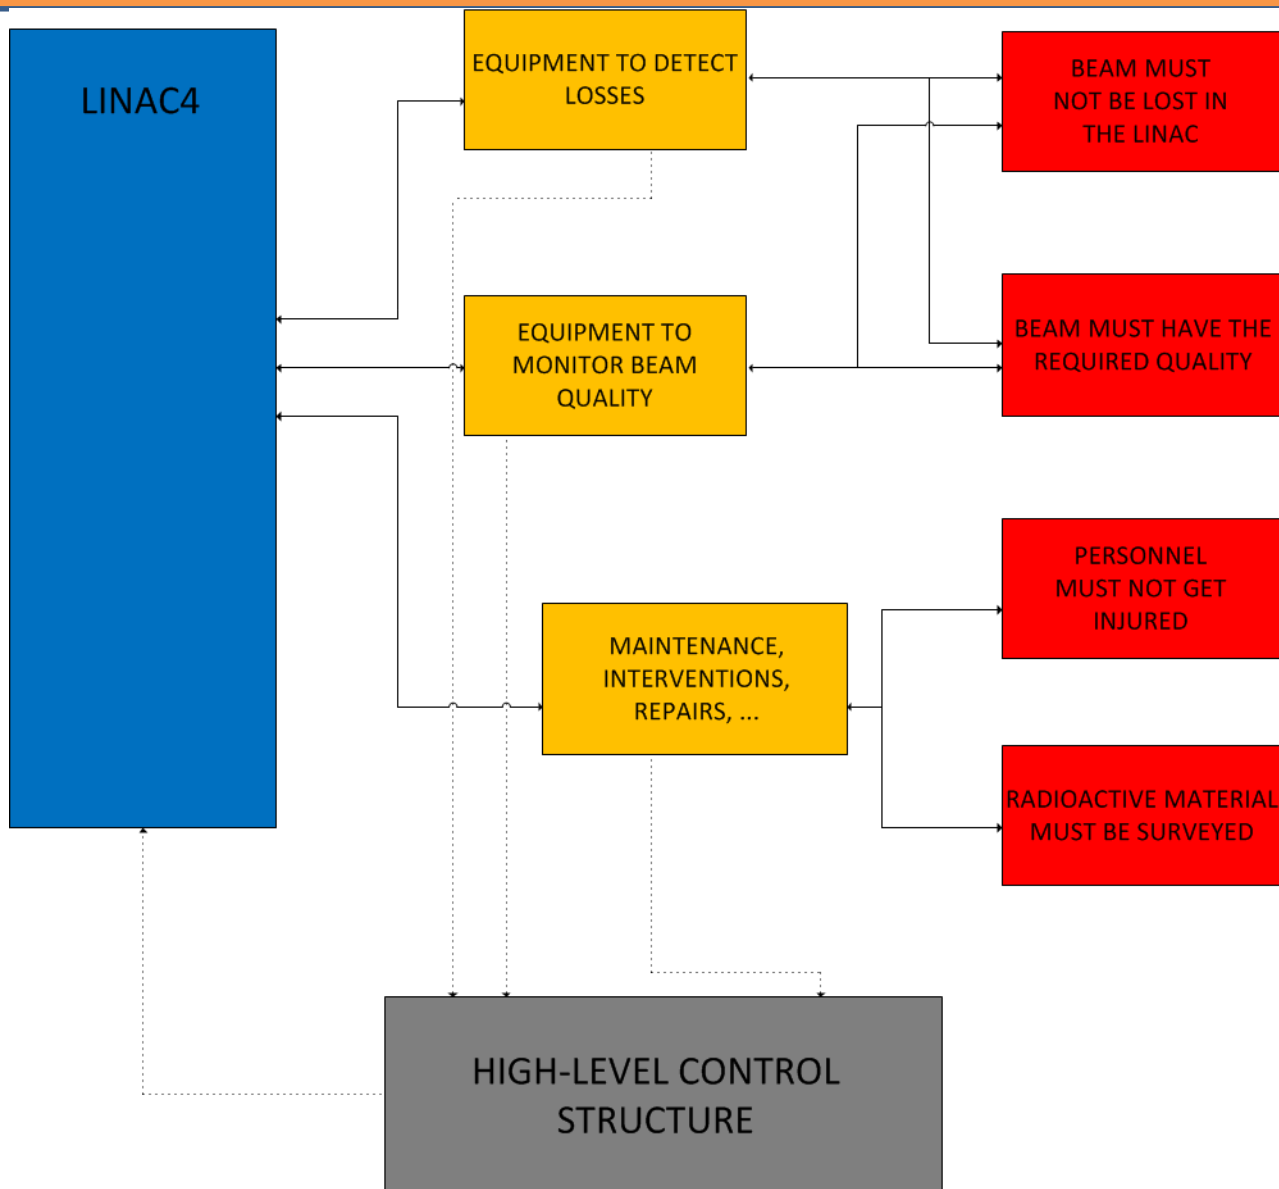 LINAC4
EQUIPMENT TO DETECT
LOSSES
BEAM MUST
NOT BE LOST IN
THE LINAC
EQUIPMENT TO
MONITOR BEAM
QUALITY
BEAM MUST HAVE THE
REQUIRED QUALITY
PERSONNEL
MUST NOT GET
INJURED
MAINTENANCE,
INTERVENTIONS,
REPAIRS, ...
RADIOACTIVE MATERIAL
MUST BE SURVEYED
HIGH-LEVEL CONTROL
STRUCTURE